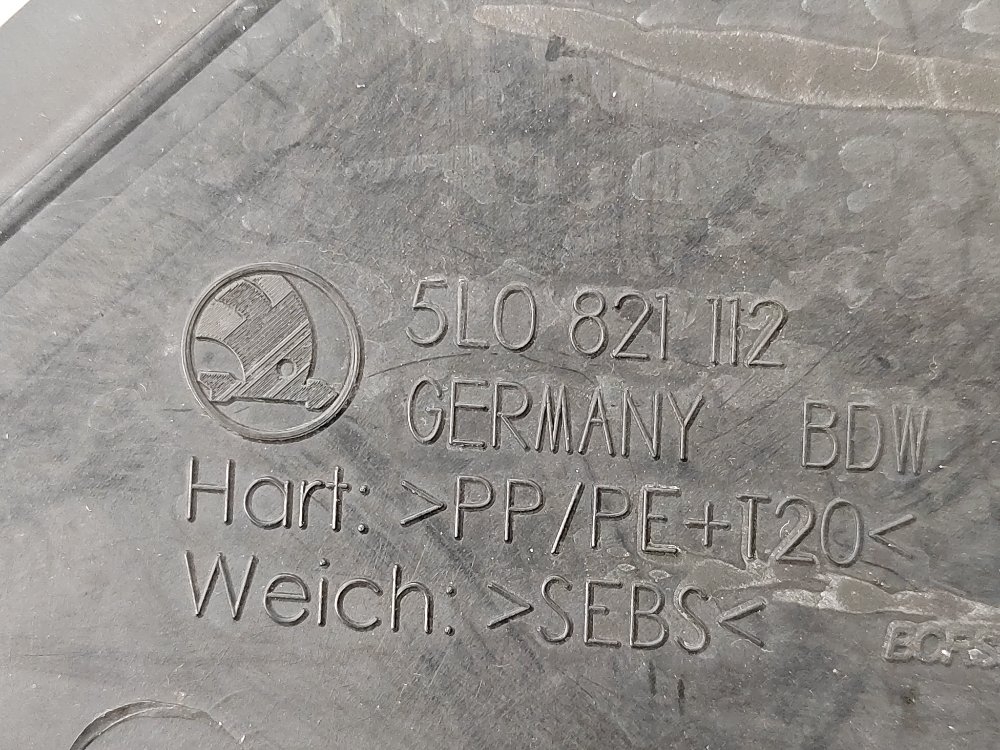 5L0 821 112
GERMANY BDW
Hart: >PP/PE+T20<
Weich: >SEBS<